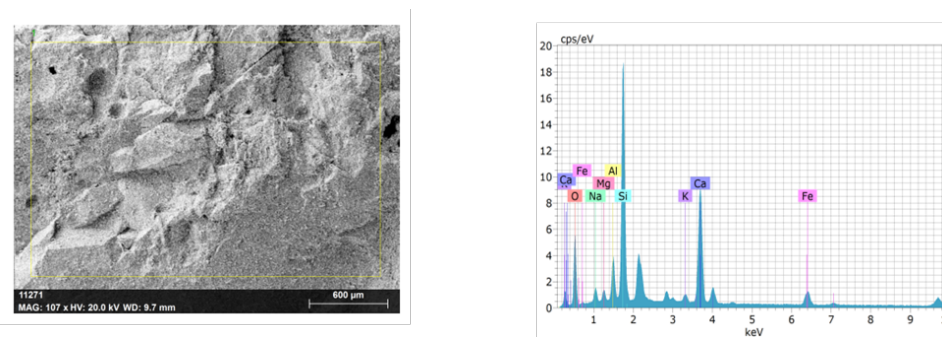 11271
MAG: 107 x HV: 20.0 kV WD: 9.7 mm
600 µm
cps/eV
20
18
16
14
12
10
8
6
4
2
0
Fe
Al
Ca
Mg
Ca
O
Na
Si
K
Fe
1 2 3 4 5 6 7 8 9
keV